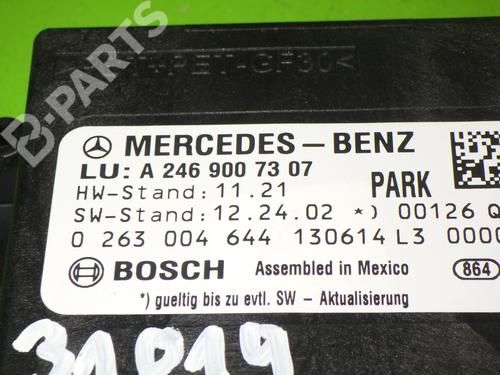 B-PARTS
T+PET-GF30<
MERCEDES-BENZ
LU: A 246 900 73 07
HW-Stand: 11.21 PARK
SW-Stand: 12.24.02 *) 00126 Q
0 263 004 644 130614 L3 0000
BOSCH Assembled in Mexico 864
*) gueltig bis zu evtl. SW - Aktualisierung
31019
B-PARTS